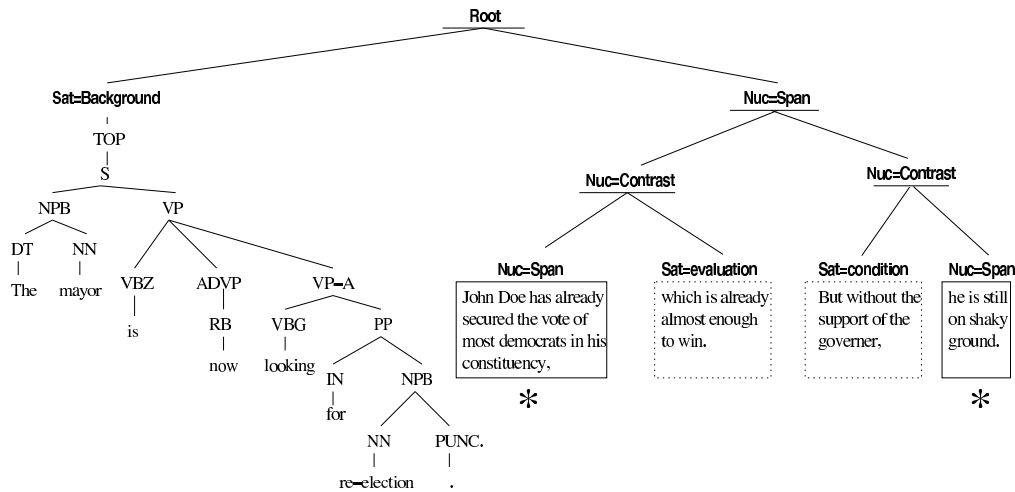 Root
Sat=Background
Nuc=Span
TOP
S
Nuc=Contrast
Nuc=Contrast
NPB
VP
DT
NN
VBZ
ADVP
VP–A
Nuc=Span
Sat=evaluation
Sat=condition
Nuc=Span
The
mayor
is
RB
VBG
PP
now
looking
IN
NPB
for
NN
PUNC.
re–election
.
John Doe has already
secured the vote of
most democrats in his
constituency,
which is already
almost enough
to win.
But without the
support of the
governer,
he is still
on shaky
ground.
*
*